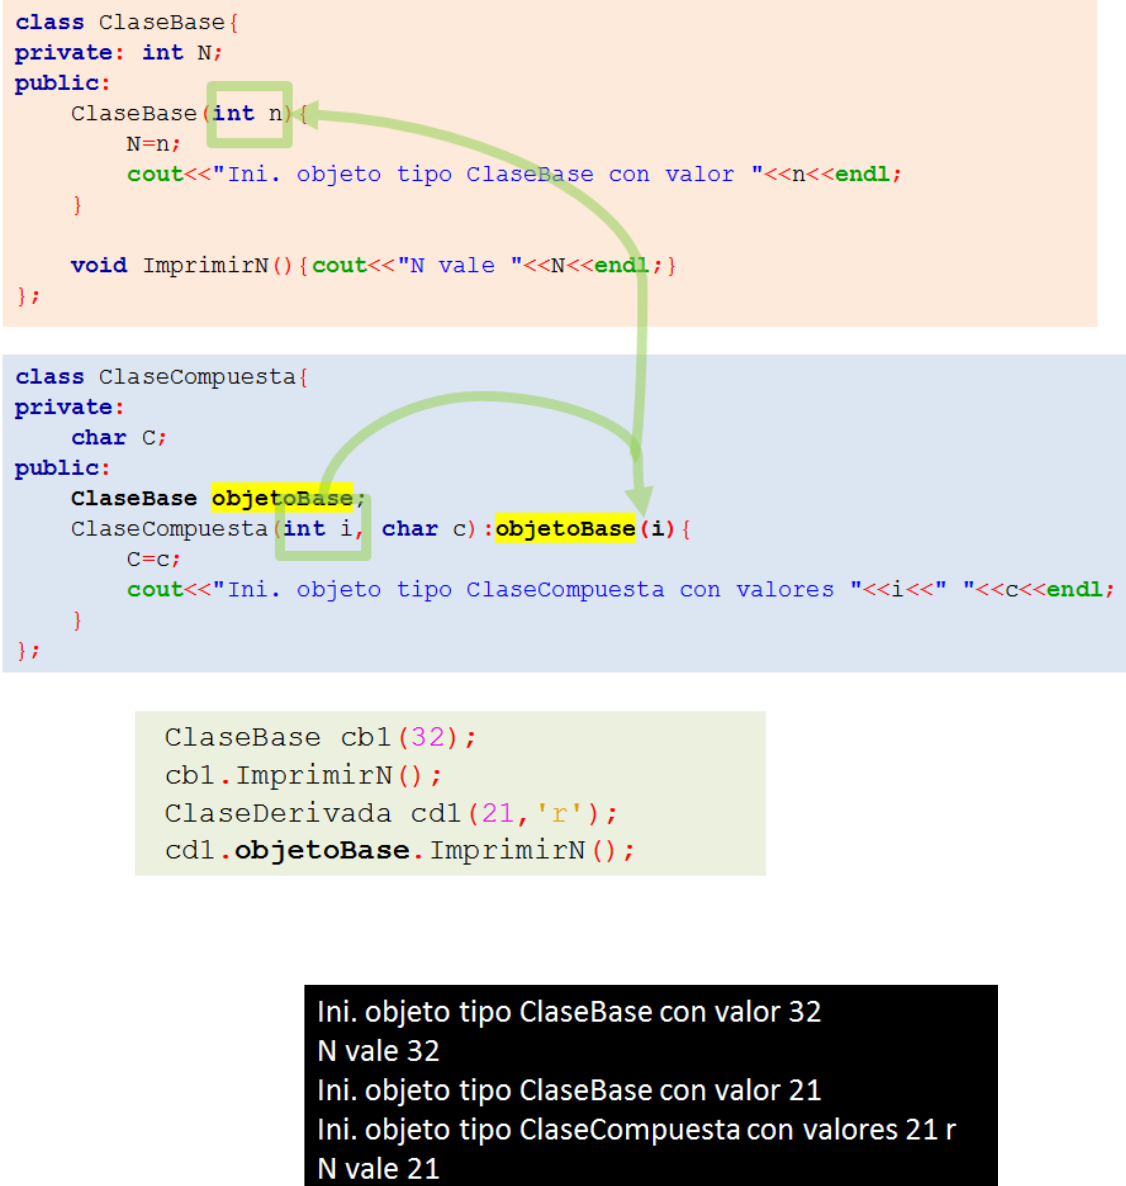 class ClaseBase{
private: int N;
public:
ClaseBase(int n){
N=n;
cout<<"Ini. objeto tipo ClaseBase con valor "<<n<<endl;
}
void ImprimirN(){cout<<"N vale "<<N<<endl;}
};
class ClaseCompuesta{
private:
char C;
public:
ClaseBase objetoBase;
ClaseCompuesta(int i, char c):objetoBase(i){
C=c;
cout<<"Ini. objeto tipo ClaseCompuesta con valores "<<i<<" "<<c<<endl;
}
};
ClaseBase cb1(32);
cb1.ImprimirN();
ClaseDerivada cd1(21,'r');
cd1.objetoBase.ImprimirN();
Ini. objeto tipo ClaseBase con valor 32
N vale 32
Ini. objeto tipo ClaseBase con valor 21
Ini. objeto tipo ClaseCompuesta con valores 21 r
N vale 21